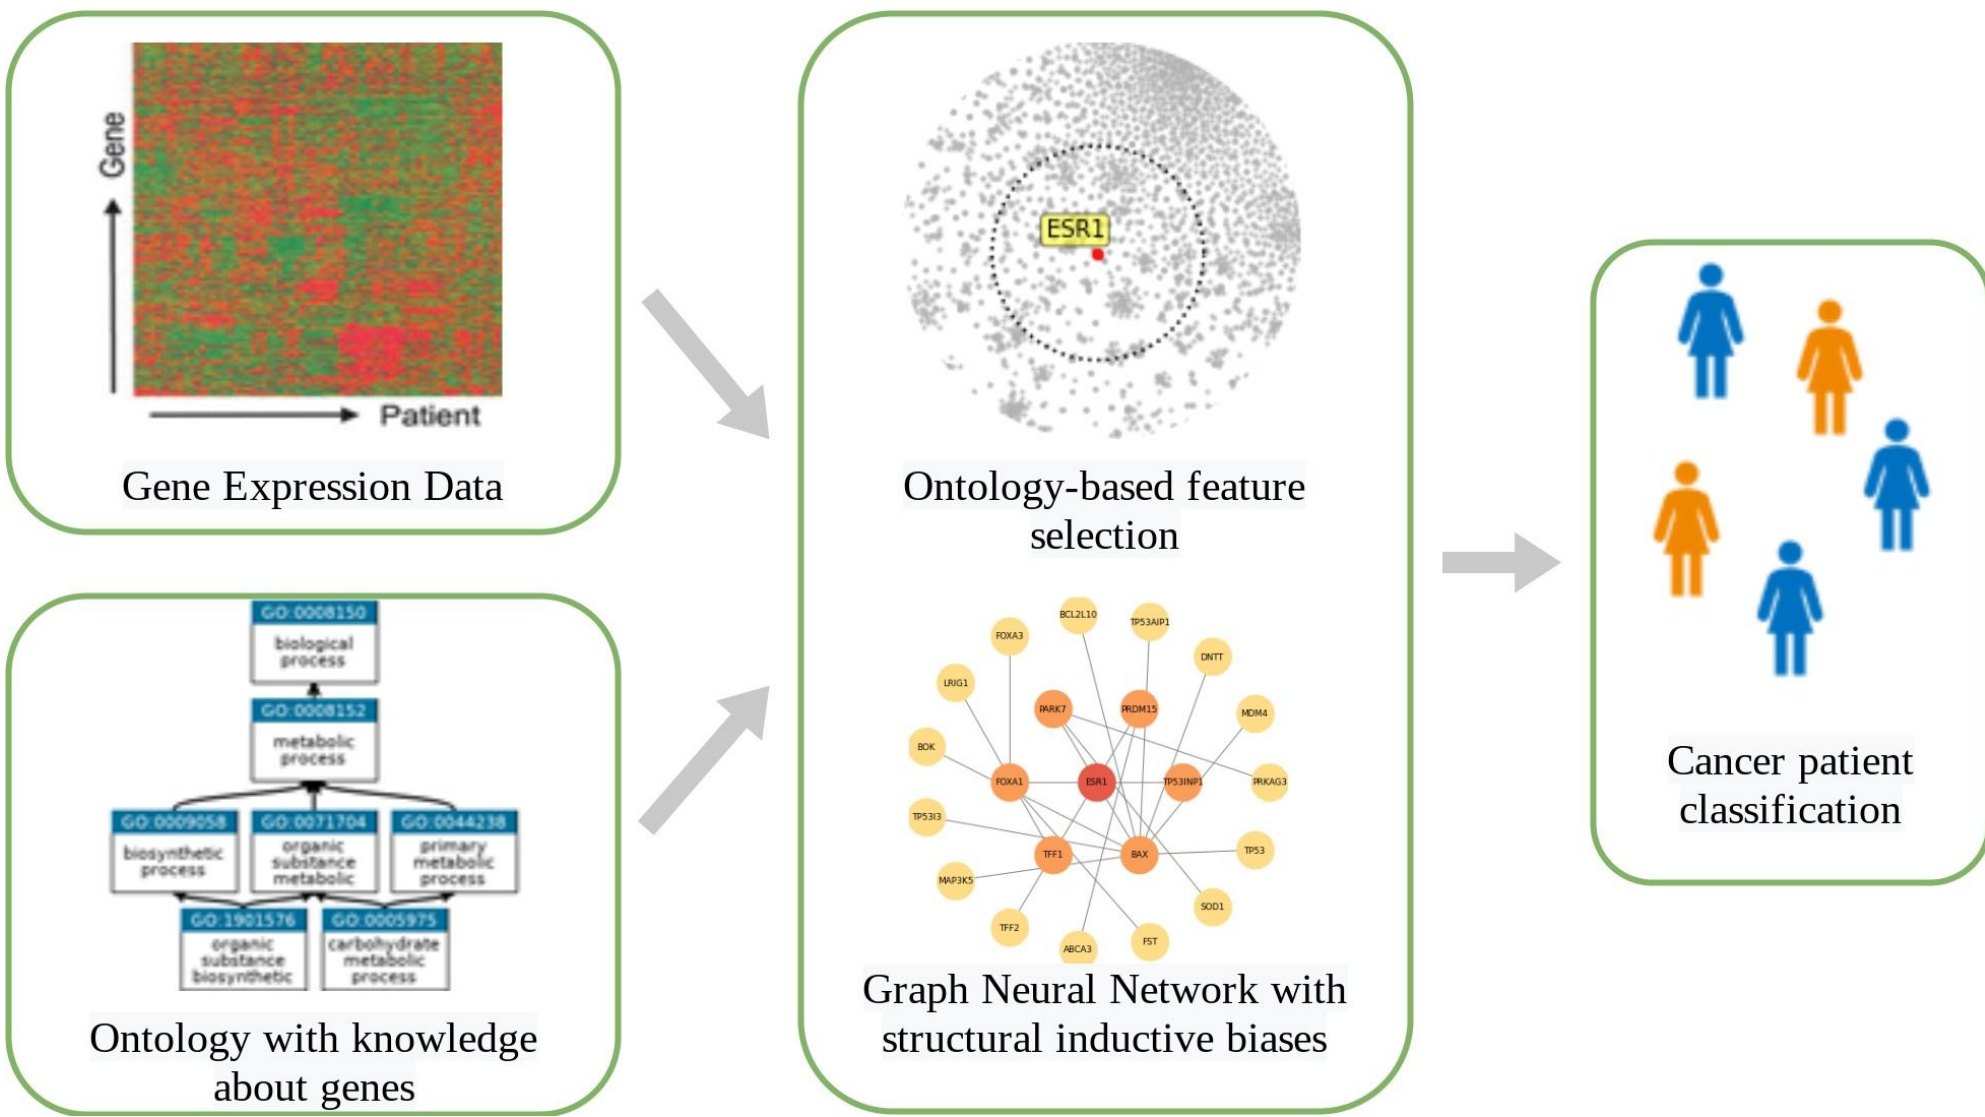 Gene
Patient
Gene Expression Data
GO:0008150
biological
process
GO:0008152
metabolic
process
GO:0009058
biosynthetic
process
GO:0071704
organic
substance
metabolic
GO:0044238
primary
metabolic
process
GO:1901576
organic
substance
biosynthetic
GO:0005975
carbohydrate
metabolic
process
Ontology with knowledge
about genes
ESR1
Ontology-based feature
selection
BCL2L10
TP53AIP1
FOXA3
DNTT
LRIG1
PARK7
PRDM15
MDM4
BOK
FOXA1
ESR1
TP53INP1
PRKAG3
TP53I3
TFF1
BAX
TP53
MAP3K5
SOD1
TFF2
ABCA3
FST
Graph Neural Network with
structural inductive biases
Cancer patient
classification